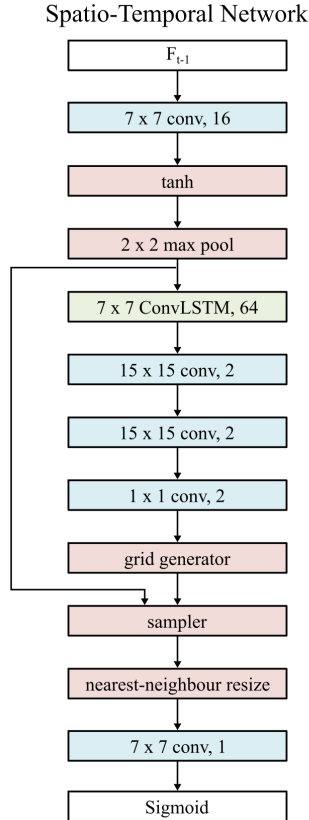 Spatio-Temporal Network
Fₜ₋₁
7 x 7 conv, 16
tanh
2 x 2 max pool
7 x 7 ConvLSTM, 64
15 x 15 conv, 2
15 x 15 conv, 2
1 x 1 conv, 2
grid generator
sampler
nearest-neighbour resize
7 x 7 conv, 1
Sigmoid